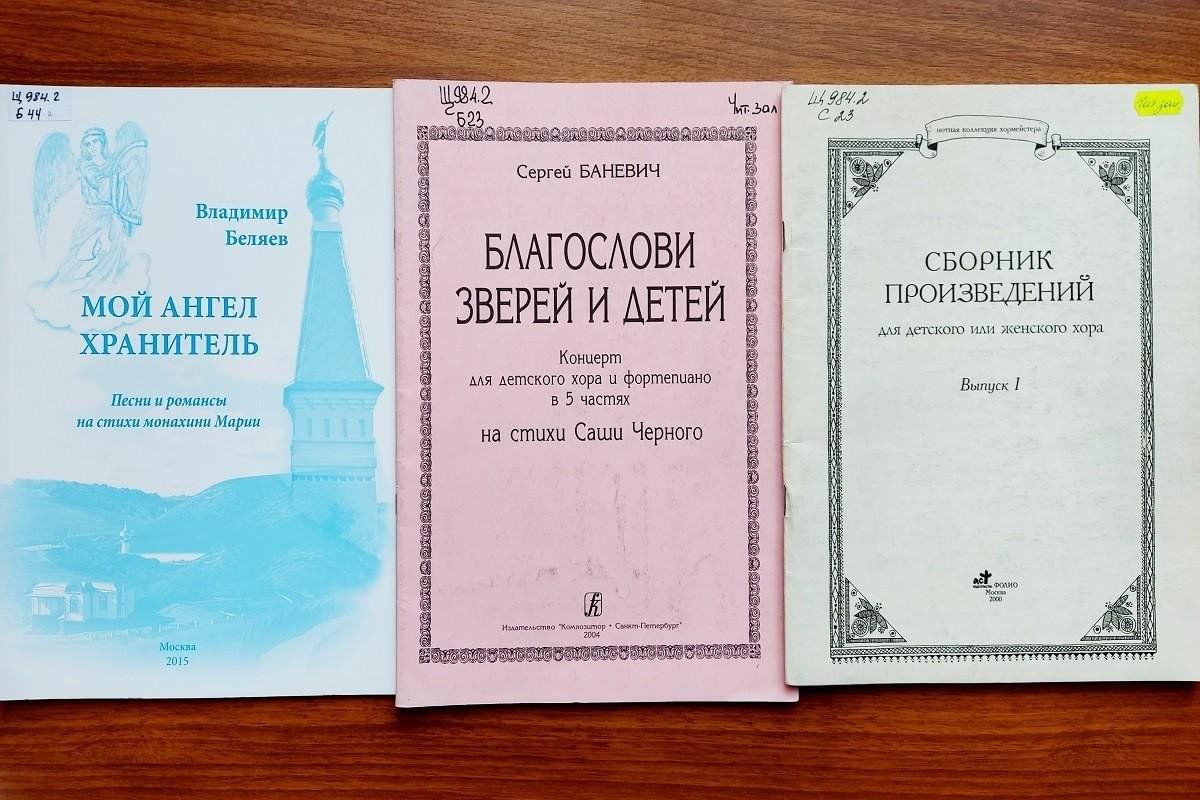 Щ 984.2
Б 44
Владимир
Беляев
МОЙ АНГЕЛ
ХРАНИТЕЛЬ
Песни и романсы
на стихи монахини Марии
Москва
2015
Щ984.2
Б23
Чит. зал
Сергей БАНЕВИЧ
БЛАГОСЛОВИ
ЗВЕРЕЙ И ДЕТЕЙ
Концерт
для детского хора и фортепиано
в 5 частях
на стихи Саши Черного
Издательство "Композитор • Санкт-Петербург"
2004
Щ 984.2
С 23
Чит. зал
нотная коллекция хормейстера
СБОРНИК
ПРОИЗВЕДЕНИЙ
для детского или женского хора
Выпуск I
аст
ФОЛИО
Москва
2000